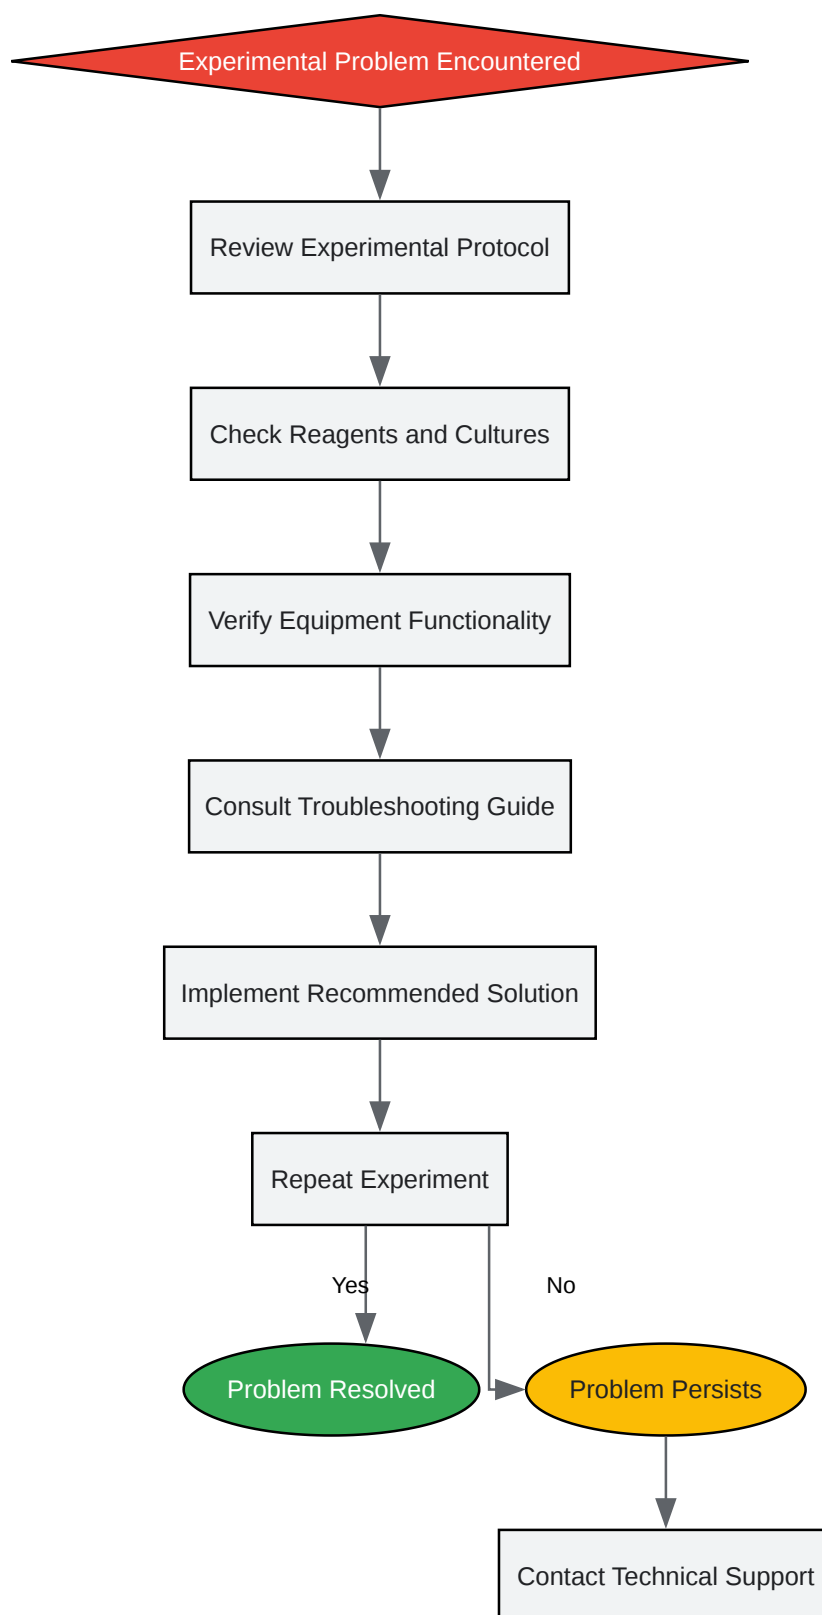 Experimental Problem Encountered
Review Experimental Protocol
Check Reagents and Cultures
Verify Equipment Functionality
Consult Troubleshooting Guide
Implement Recommended Solution
Repeat Experiment
Yes
No
Problem Resolved
Problem Persists
Contact Technical Support